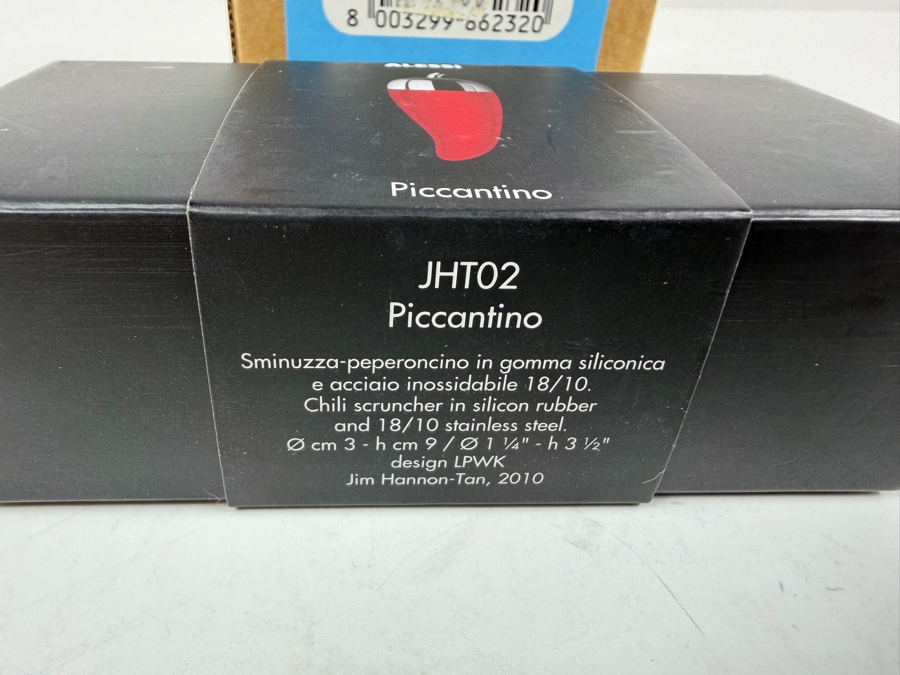 8 003299 862320
ALESSI
Piccantino
JHT02
Piccantino
Sminuzza-peperoncino in gomma siliconica
e acciaio inossidabile 18/10.
Chili scruncher in silicon rubber
and 18/10 stainless steel.
Ø cm 3 - h cm 9 / Ø 1 ¼" - h 3 ½"
design LPWK
Jim Hannon-Tan, 2010